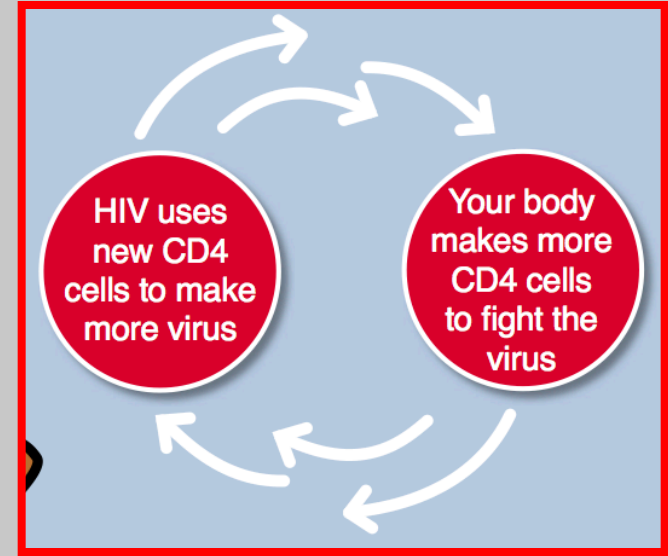 HIV uses
new CD4
cells to make
more virus
Your body
makes more
CD4 cells
to fight the
virus